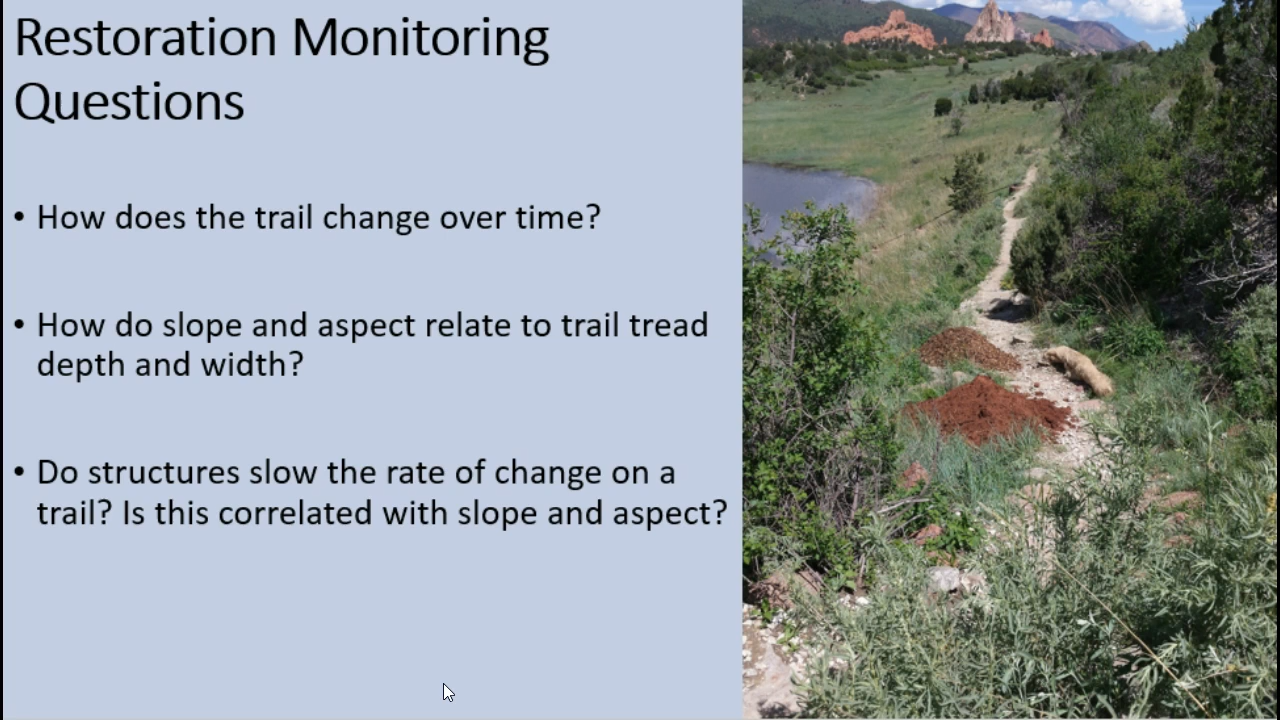 Restoration Monitoring
Questions
• How does the trail change over time?
• How do slope and aspect relate to trail tread
depth and width?
• Do structures slow the rate of change on a
trail? Is this correlated with slope and aspect?